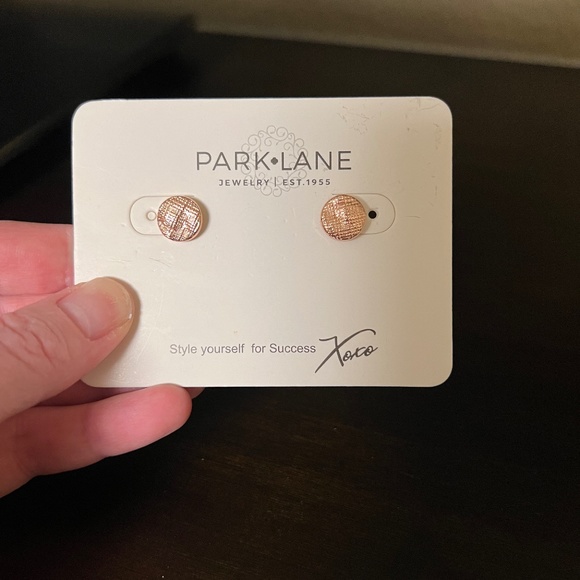 PARK•LANE
JEWELRY | EST.1955
Style yourself for Success Xoxo